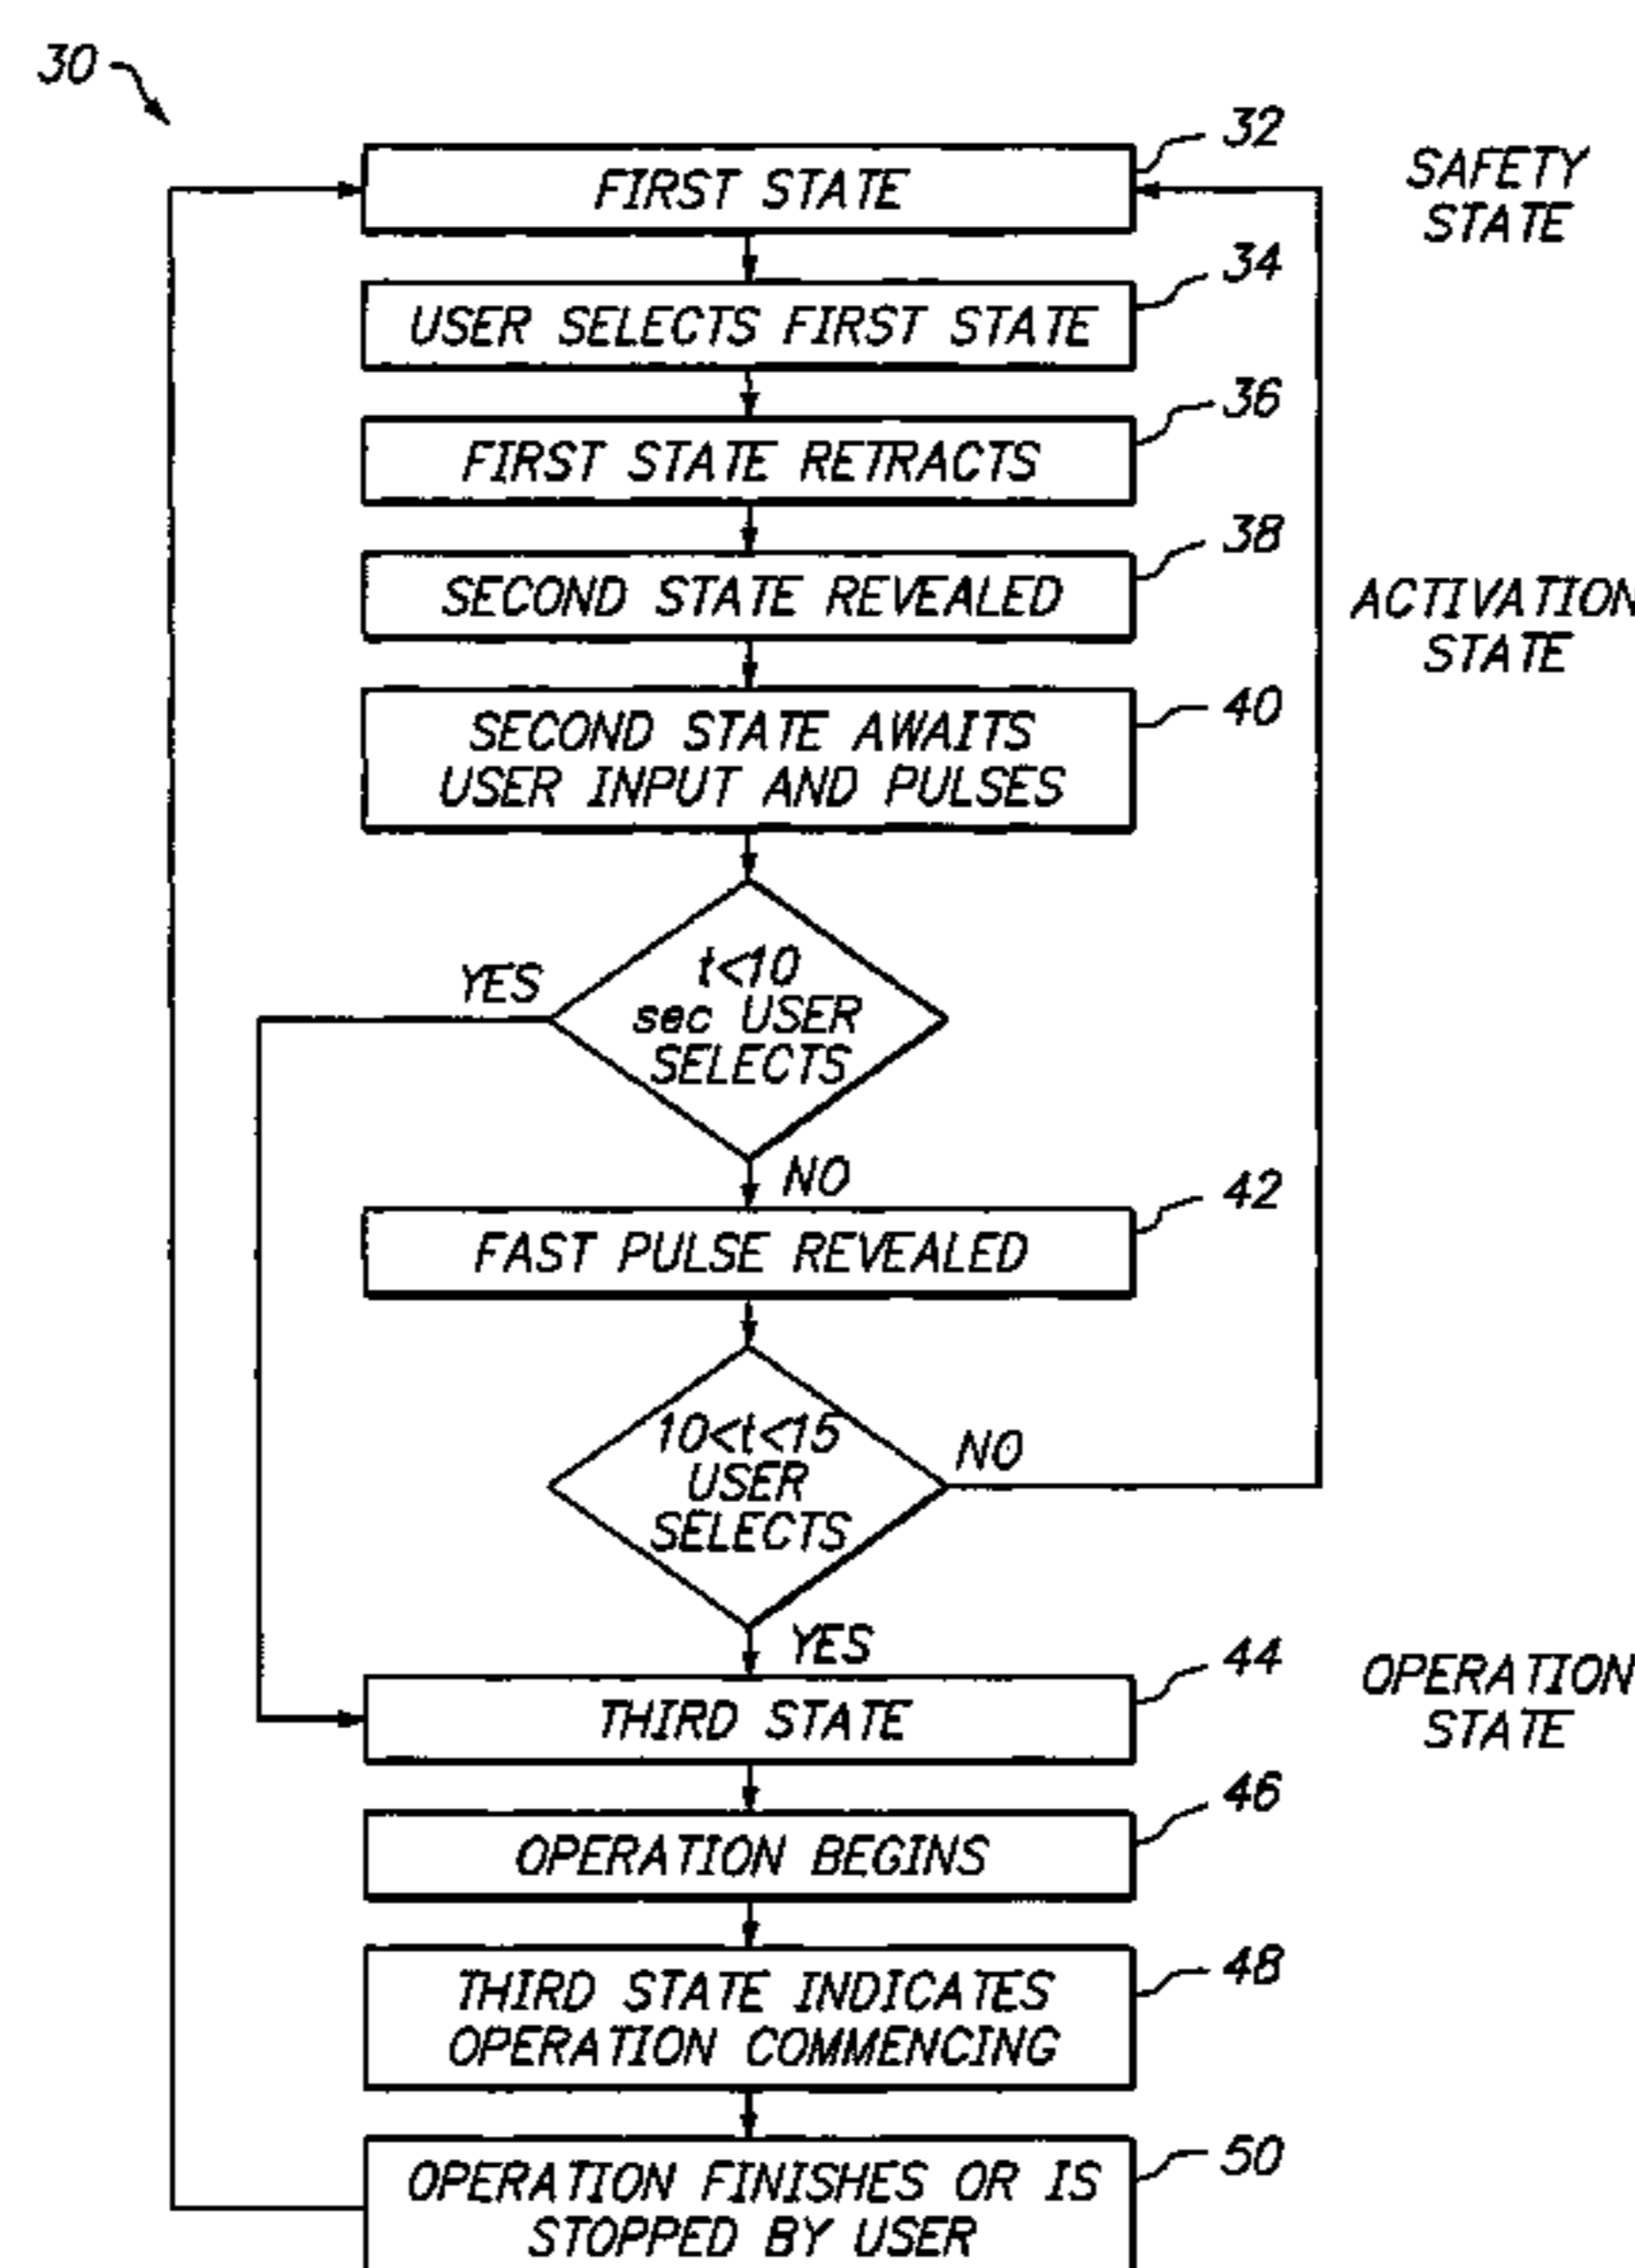 30
32
FIRST STATE
SAFETY
STATE
34
USER SELECTS FIRST STATE
36
FIRST STATE RETRACTS
38
SECOND STATE REVEALED
ACTIVATION
STATE
40
SECOND STATE AWAITS
USER INPUT AND PULSES
YES
t<10
sec USER
SELECTS
NO
42
FAST PULSE REVEALED
10<t<15
USER
SELECTS
NO
YES
44
THIRD STATE
OPERATION
STATE
46
OPERATION BEGINS
48
THIRD STATE INDICATES
OPERATION COMMENCING
50
OPERATION FINISHES OR IS
STOPPED BY USER